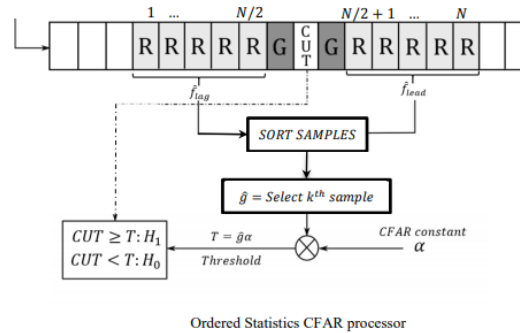 1 ... N/2 N/2 + 1 ... N
R R R R R G CUT G R R R R R
f̂lag f̂lead
SORT SAMPLES
ĝ = Select kth sample
CUT ≥ T: H1 T = ĝα CFAR constant
CUT < T: H0 Threshold α
Ordered Statistics CFAR processor